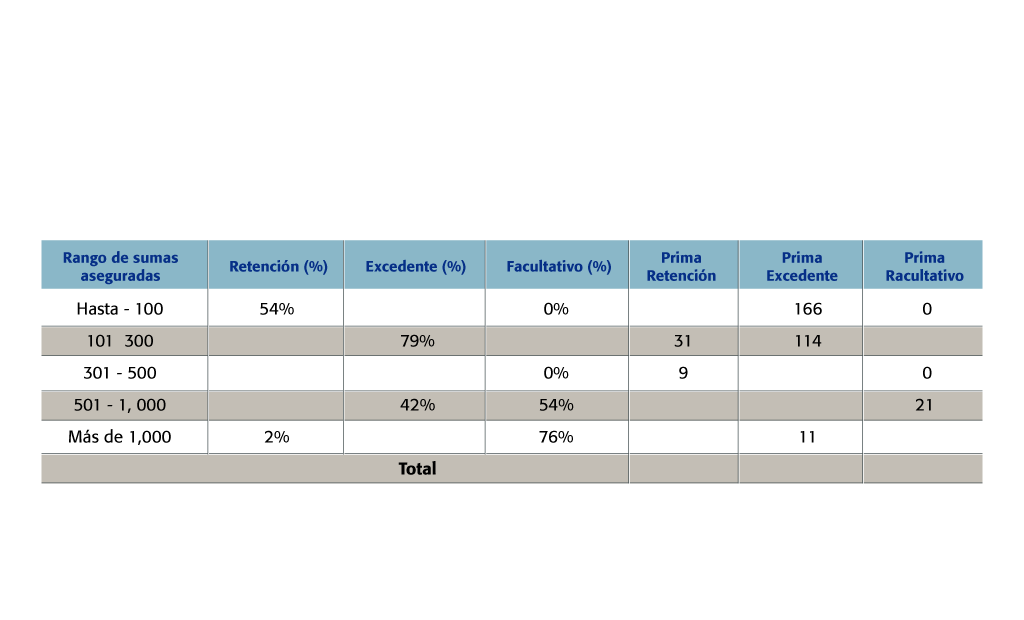 Rango de sumas aseguradas Retención (%) Excedente (%) Facultativo (%) Prima Retención Prima Excedente Prima Racultativo
Hasta - 100 54% 0% 166 0
101 300 79% 31 114
301 - 500 0% 9 0
501 - 1, 000 42% 54% 21
Más de 1,000 2% 76% 11
Total